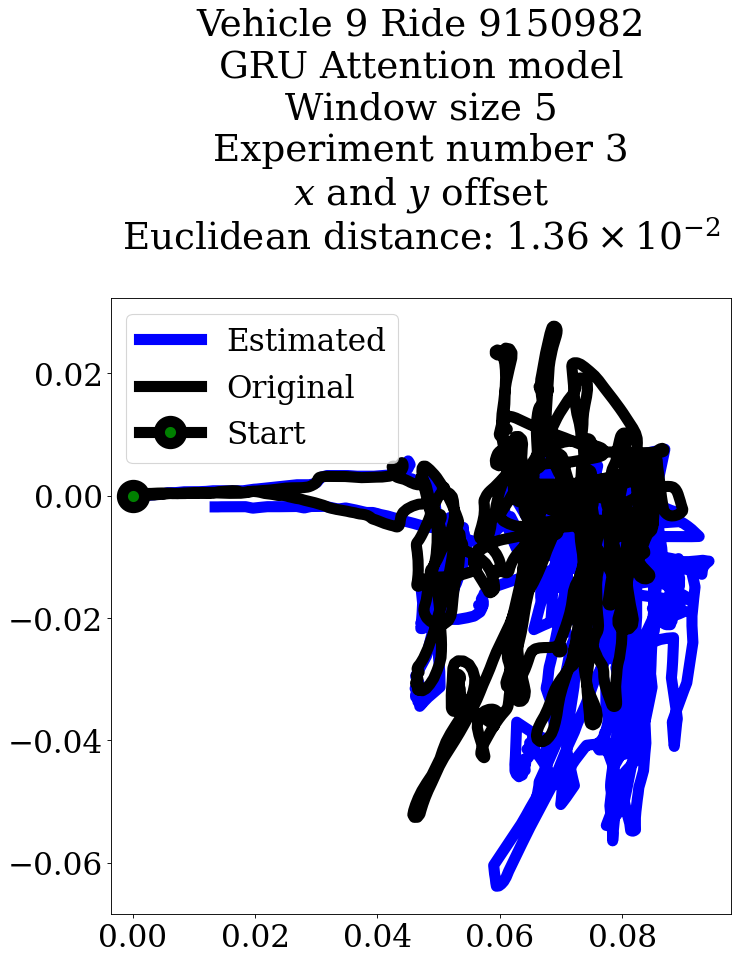 Vehicle 9 Ride 9150982
GRU Attention model
Window size 5
Experiment number 3
x and y offset
Euclidean distance: 1.36 × 10⁻²
Estimated
Original
Start
0.02
0.00
−0.02
−0.04
−0.06
0.00 0.02 0.04 0.06 0.08